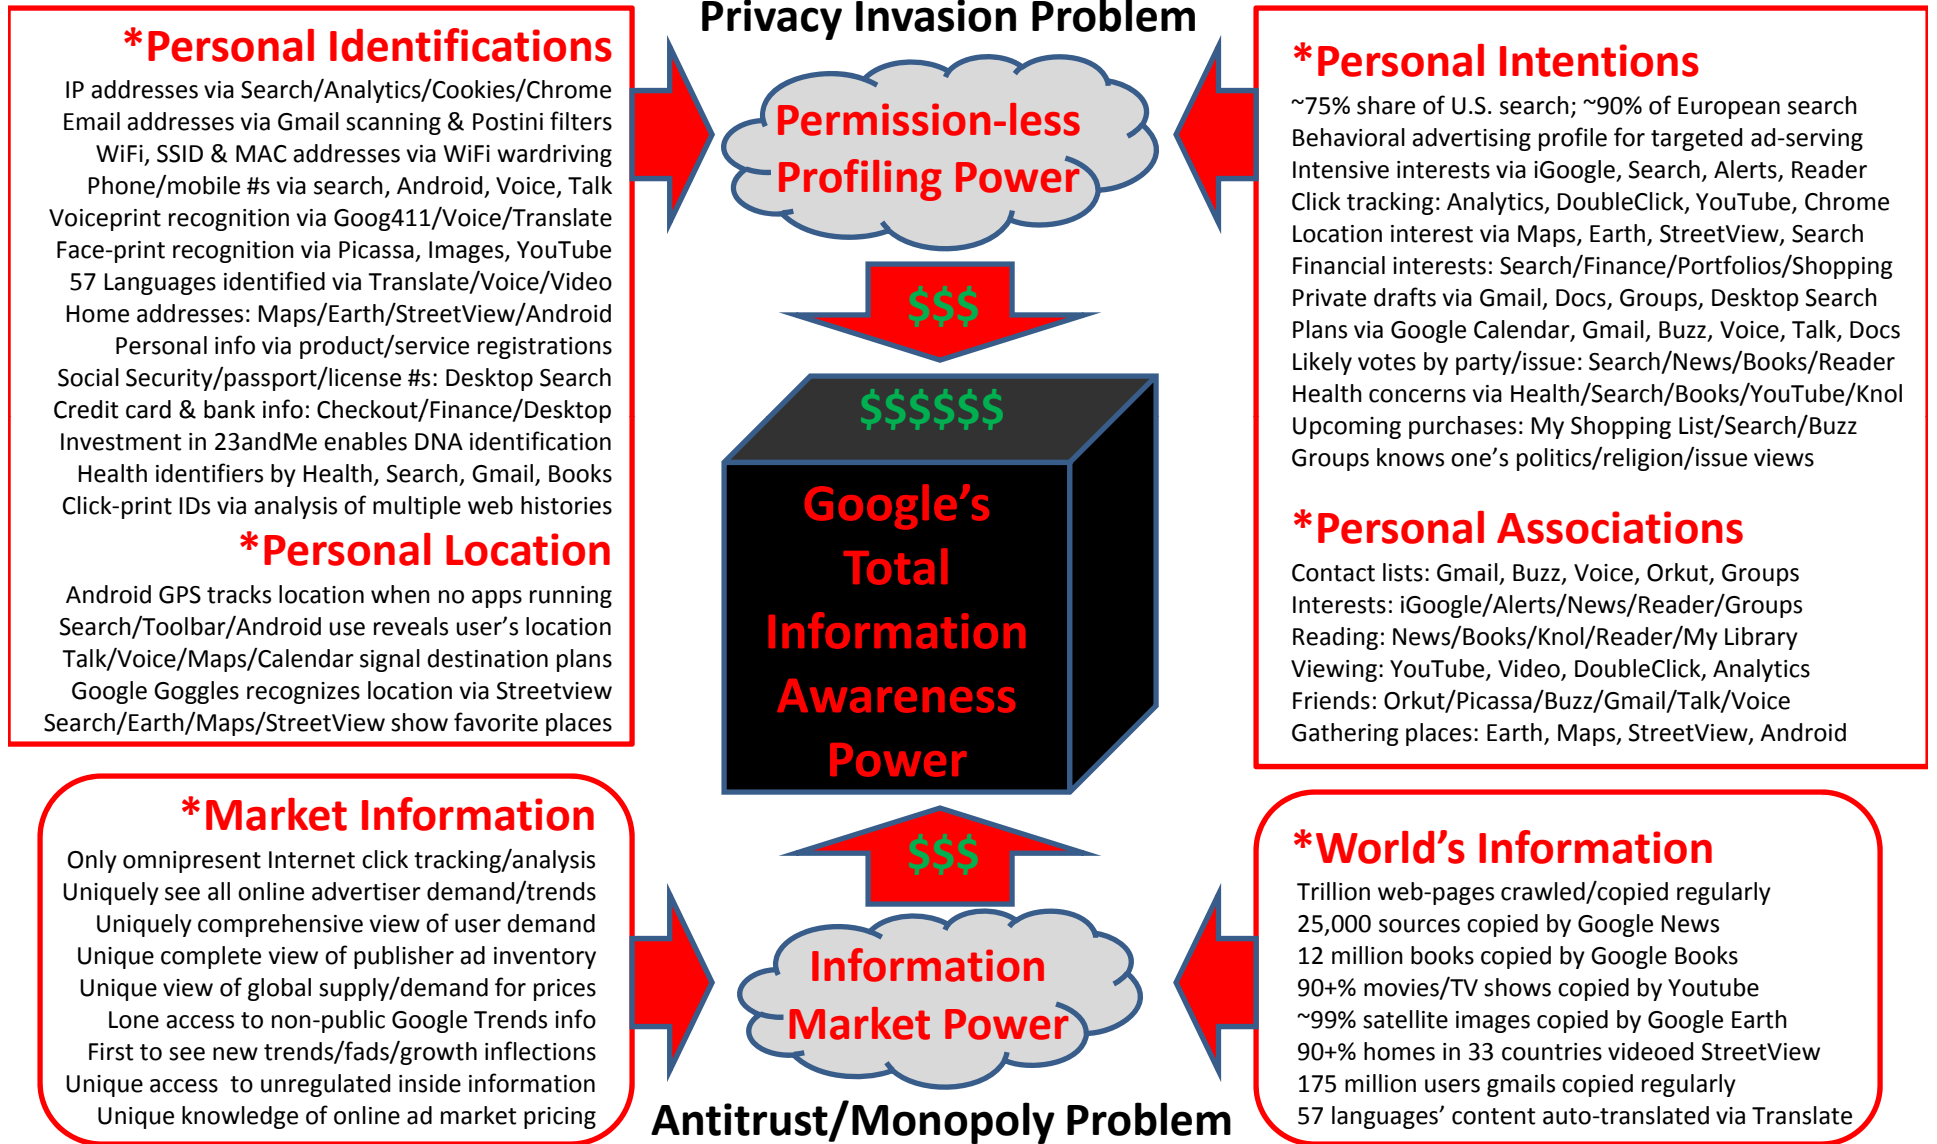 Privacy Invasion Problem
*Personal Identifications
IP addresses via Search/Analytics/Cookies/Chrome
Email addresses via Gmail scanning & Postini filters
WiFi, SSID & MAC addresses via WiFi wardriving
Phone/mobile #s via search, Android, Voice, Talk
Voiceprint recognition via Goog411/Voice/Translate
Face-print recognition via Picassa, Images, YouTube
57 Languages identified via Translate/Voice/Video
Home addresses: Maps/Earth/StreetView/Android
Personal info via product/service registrations
Social Security/passport/license #s: Desktop Search
Credit card & bank info: Checkout/Finance/Desktop
Investment in 23andMe enables DNA identification
Health identifiers by Health, Search, Gmail, Books
Click-print IDs via analysis of multiple web histories
*Personal Location
Android GPS tracks location when no apps running
Search/Toolbar/Android use reveals user's location
Talk/Voice/Maps/Calendar signal destination plans
Google Goggles recognizes location via Streetview
Search/Earth/Maps/StreetView show favorite places
Permission-less
Profiling Power
$$$
$$$$$$
Google's
Total
Information
Awareness
Power
*Personal Intentions
~75% share of U.S. search; ~90% of European search
Behavioral advertising profile for targeted ad-serving
Intensive interests via iGoogle, Search, Alerts, Reader
Click tracking: Analytics, DoubleClick, YouTube, Chrome
Location interest via Maps, Earth, StreetView, Search
Financial interests: Search/Finance/Portfolios/Shopping
Private drafts via Gmail, Docs, Groups, Desktop Search
Plans via Google Calendar, Gmail, Buzz, Voice, Talk, Docs
Likely votes by party/issue: Search/News/Books/Reader
Health concerns via Health/Search/Books/YouTube/Knol
Upcoming purchases: My Shopping List/Search/Buzz
Groups knows one's politics/religion/issue views
*Personal Associations
Contact lists: Gmail, Buzz, Voice, Orkut, Groups
Interests: iGoogle/Alerts/News/Reader/Groups
Reading: News/Books/Knol/Reader/My Library
Viewing: YouTube, Video, DoubleClick, Analytics
Friends: Orkut/Picassa/Buzz/Gmail/Talk/Voice
Gathering places: Earth, Maps, StreetView, Android
*Market Information
Only omnipresent Internet click tracking/analysis
Uniquely see all online advertiser demand/trends
Uniquely comprehensive view of user demand
Unique complete view of publisher ad inventory
Unique view of global supply/demand for prices
Lone access to non-public Google Trends info
First to see new trends/fads/growth inflections
Unique access  to unregulated inside information
Unique knowledge of online ad market pricing
$$$
Information
Market Power
Antitrust/Monopoly Problem
*World's Information
Trillion web-pages crawled/copied regularly
25,000 sources copied by Google News
12 million books copied by Google Books
90+% movies/TV shows copied by Youtube
~99% satellite images copied by Google Earth
90+% homes in 33 countries videoed StreetView
175 million users gmails copied regularly
57 languages' content auto-translated via Translate